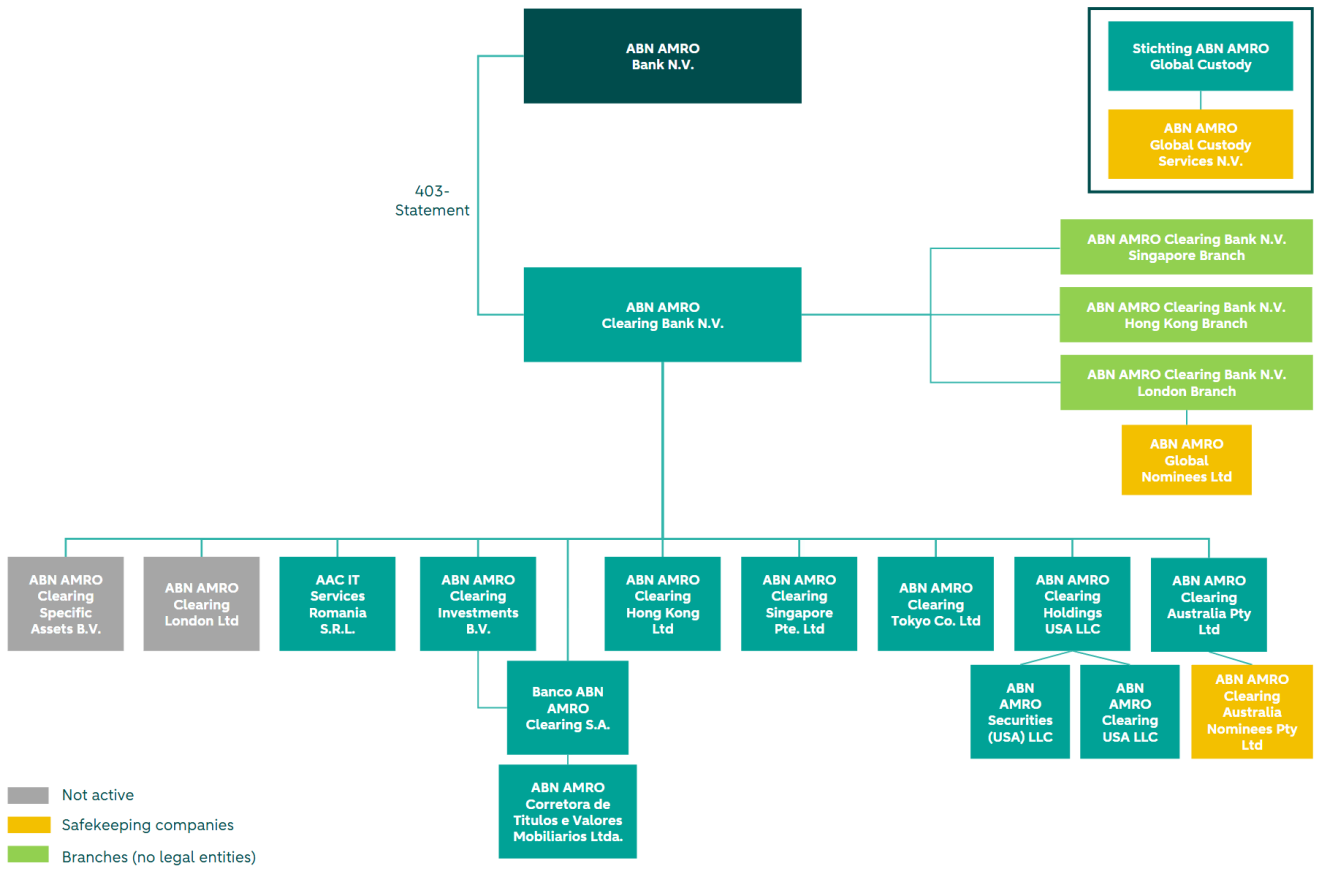 ABN AMRO
Bank N.V.
Stichting ABN AMRO
Global Custody
ABN AMRO
Global Custody
Services N.V.
403-
Statement
ABN AMRO
Clearing Bank N.V.
ABN AMRO Clearing Bank N.V.
Singapore Branch
ABN AMRO Clearing Bank N.V.
Hong Kong Branch
ABN AMRO Clearing Bank N.V.
London Branch
ABN AMRO
Global
Nominees Ltd
ABN AMRO
Clearing
Specific
Assets B.V.
ABN AMRO
Clearing
London Ltd
AAC IT
Services
Romania
S.R.L.
ABN AMRO
Clearing
Investments
B.V.
ABN AMRO
Clearing
Hong Kong
Ltd
ABN AMRO
Clearing
Singapore
Pte. Ltd
ABN AMRO
Clearing
Tokyo Co. Ltd
ABN AMRO
Clearing
Holdings
USA LLC
ABN AMRO
Clearing
Australia Pty
Ltd
Banco ABN
AMRO
Clearing S.A.
ABN
AMRO
Securities
(USA) LLC
ABN
AMRO
Clearing
USA LLC
ABN AMRO
Clearing
Australia
Nominees Pty
Ltd
ABN AMRO
Corretora de
Titulos e Valores
Mobiliarios Ltda.
Not active
Safekeeping companies
Branches (no legal entities)